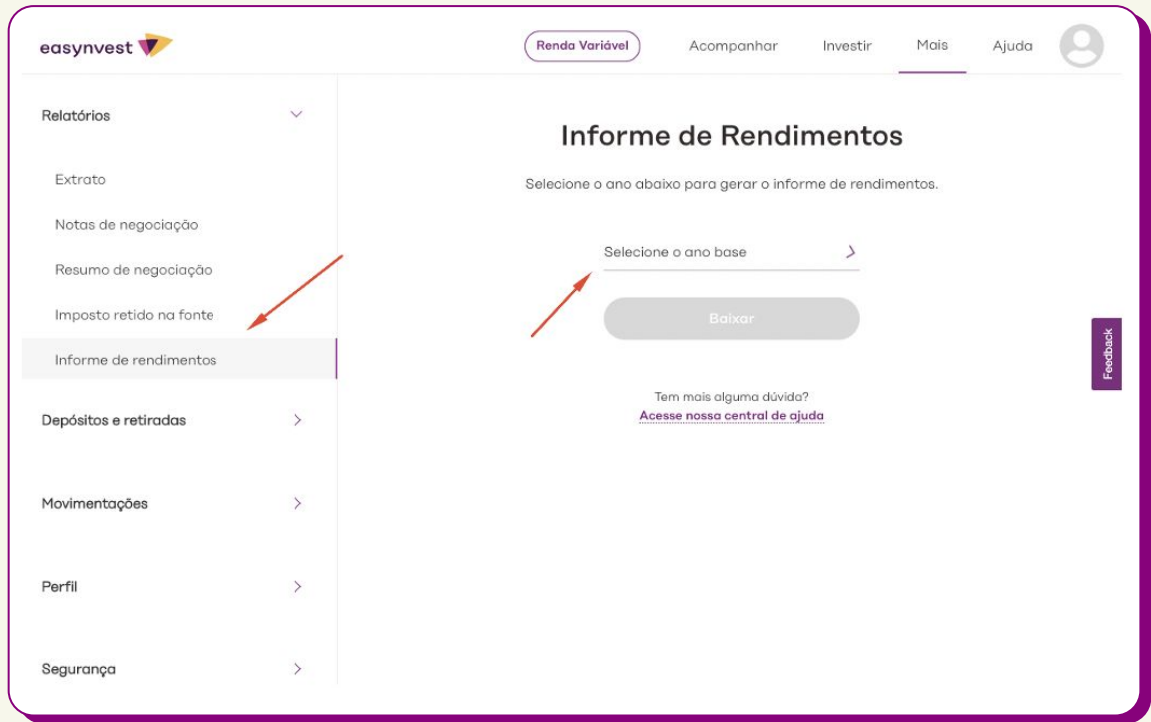 easynvest
Renda Variável
Acompanhar
Investir
Mais
Ajuda
Relatórios
Extrato
Notas de negociação
Resumo de negociação
Imposto retido na fonte
Informe de rendimentos
Depósitos e retiradas
Movimentações
Perfil
Segurança
Informe de Rendimentos
Selecione o ano abaixo para gerar o informe de rendimentos.
Selecione o ano base
Baixar
Tem mais alguma dúvida?
Acesse nossa central de ajuda
Feedback